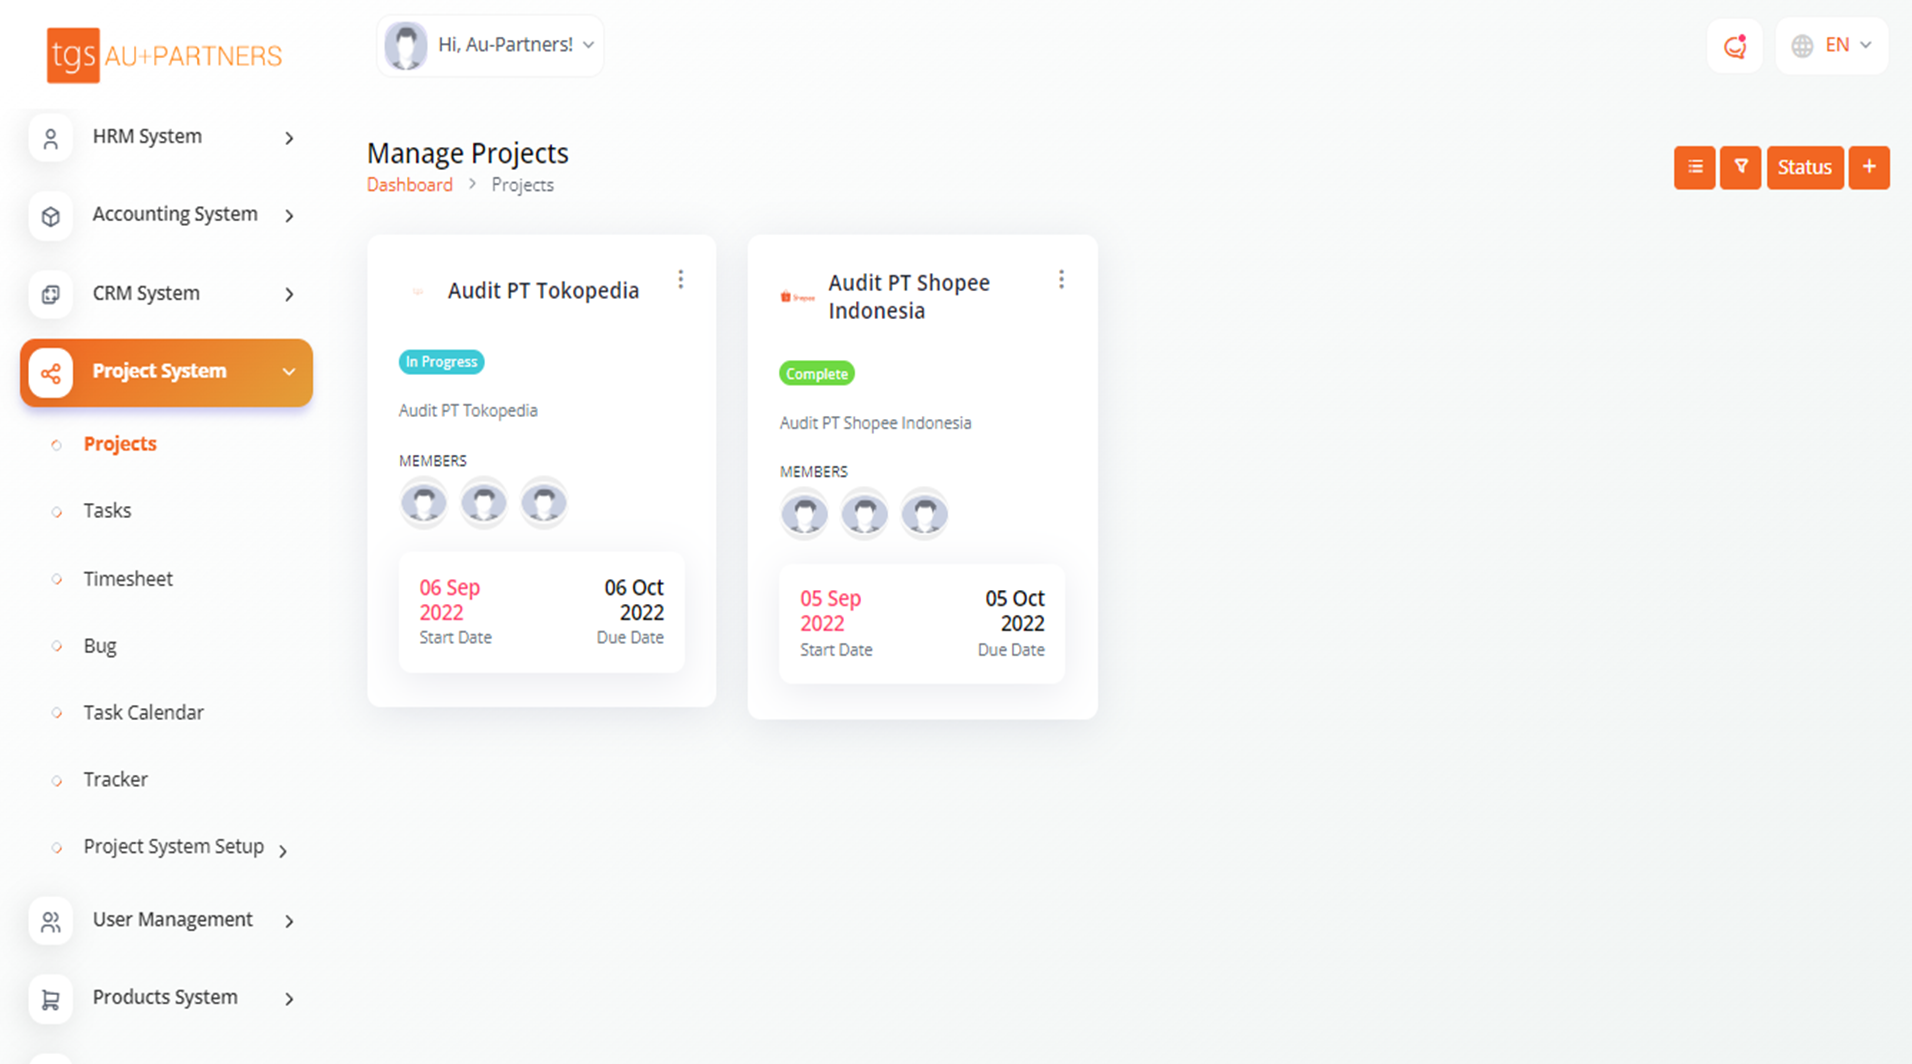 tgs AU+PARTNERS
Hi, Au-Partners!
EN
HRM System
Accounting System
CRM System
Project System
Projects
Tasks
Timesheet
Bug
Task Calendar
Tracker
Project System Setup
User Management
Products System
Manage Projects
Dashboard > Projects
Status +
Audit PT Tokopedia
In Progress
Audit PT Tokopedia
MEMBERS
06 Sep
2022
Start Date
06 Oct
2022
Due Date
Shopee
Audit PT Shopee
Indonesia
Complete
Audit PT Shopee Indonesia
MEMBERS
05 Sep
2022
Start Date
05 Oct
2022
Due Date